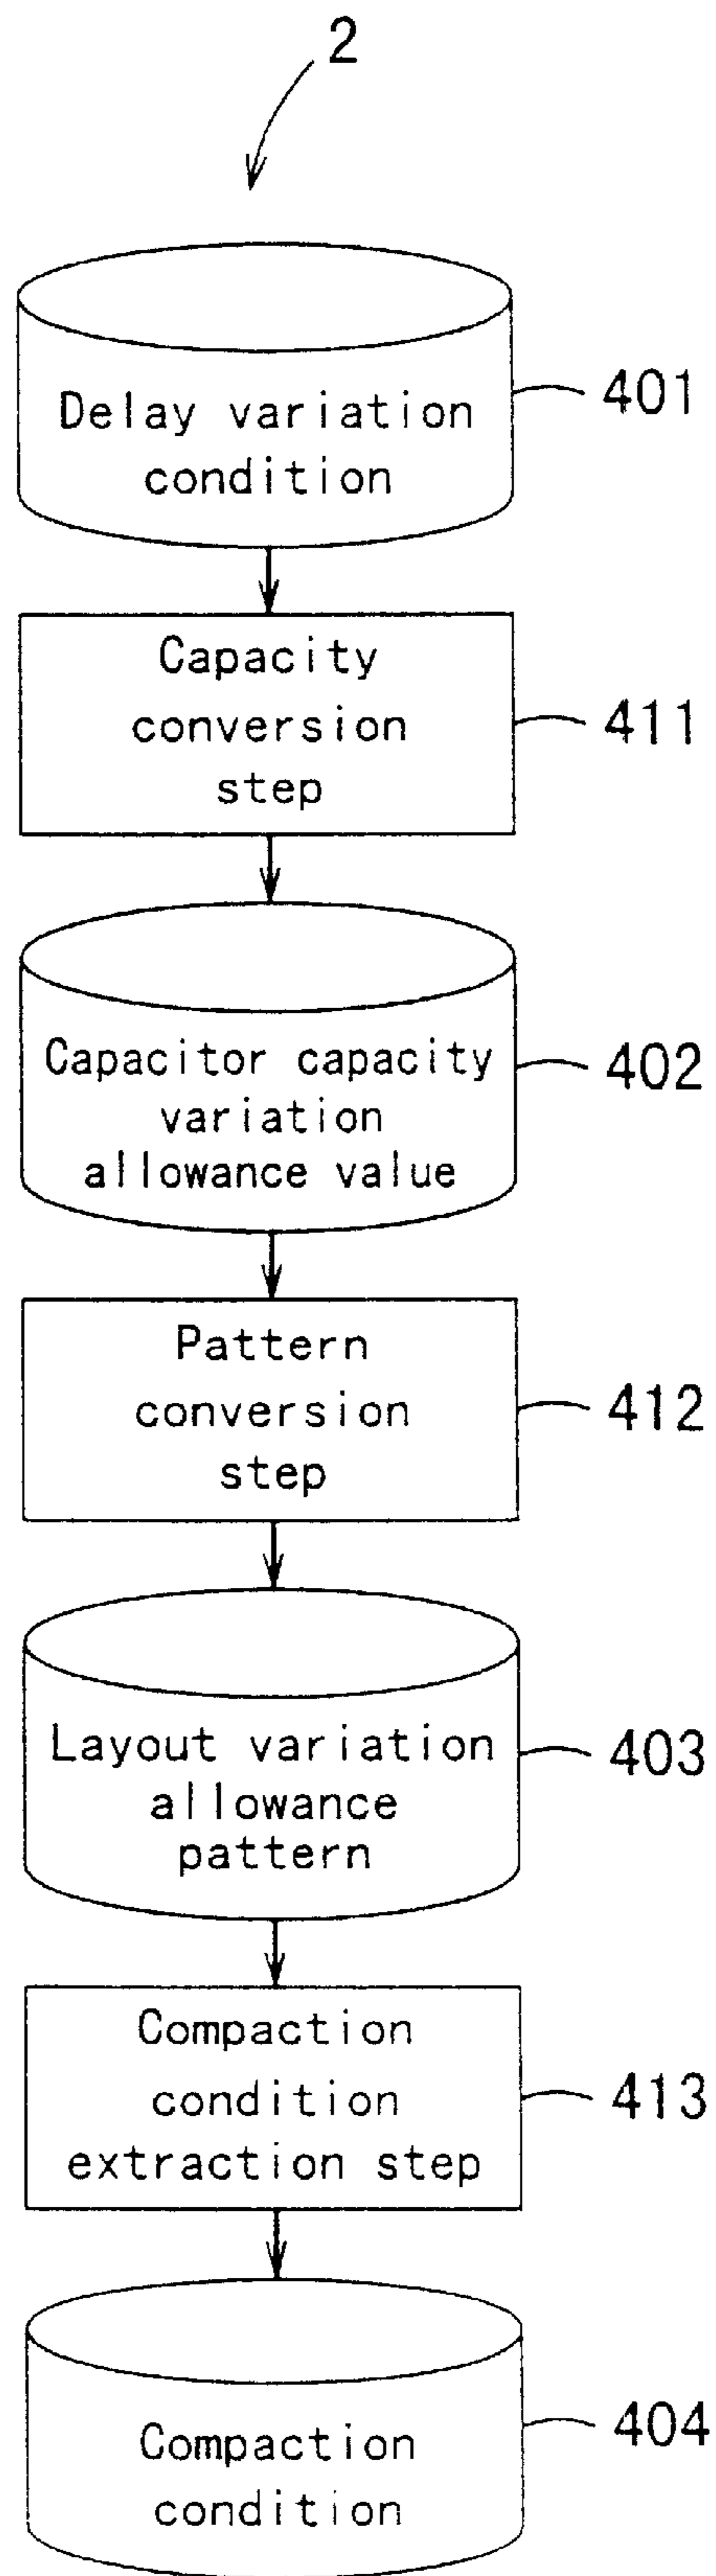 2
Delay variation
condition
401
Capacity
conversion
step
411
Capacitor capacity
variation
allowance value
402
Pattern
conversion
step
412
Layout variation
allowance
pattern
403
Compaction
condition
extraction step
413
Compaction
condition
404